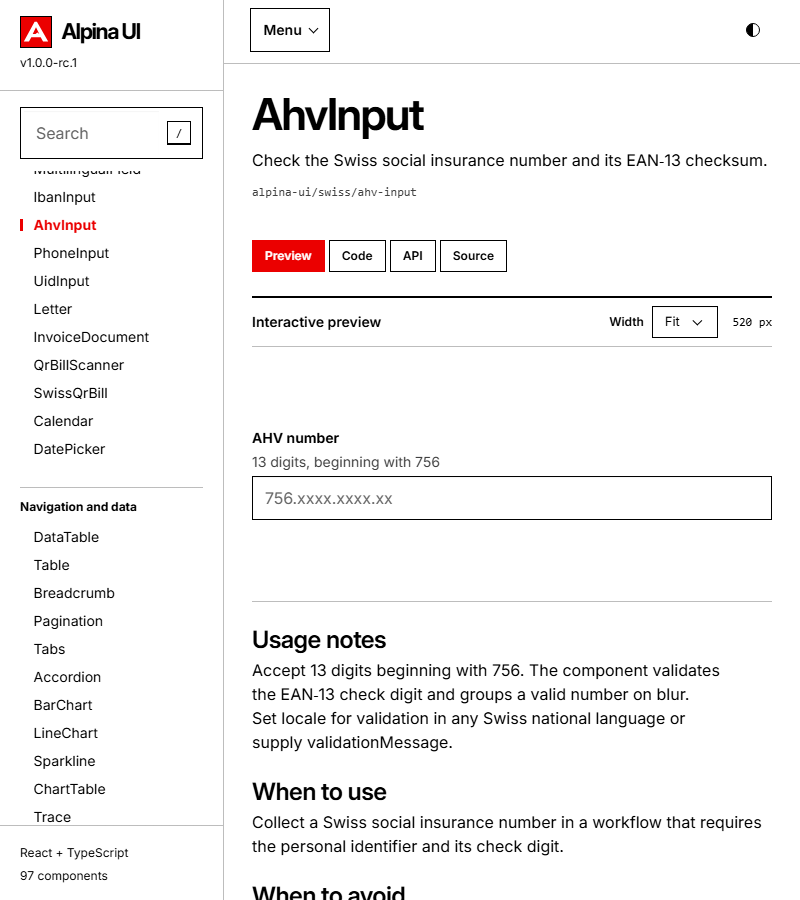 Alpina UI
v1.0.0-rc.1
Menu
Search
/
MultilingualField
IbanInput
AhvInput
PhoneInput
UidInput
Letter
InvoiceDocument
QrBillScanner
SwissQrBill
Calendar
DatePicker
Navigation and data
DataTable
Table
Breadcrumb
Pagination
Tabs
Accordion
BarChart
LineChart
Sparkline
ChartTable
Trace
React + TypeScript
97 components
AhvInput
Check the Swiss social insurance number and its EAN-13 checksum.
alpina-ui/swiss/ahv-input
Preview
Code
API
Source
Interactive preview
Width
Fit
520 px
AHV number
13 digits, beginning with 756
756.xxxx.xxxx.xx
Usage notes
Accept 13 digits beginning with 756. The component validates
the EAN-13 check digit and groups a valid number on blur.
Set locale for validation in any Swiss national language or
supply validationMessage.
When to use
Collect a Swiss social insurance number in a workflow that requires
the personal identifier and its check digit.
When to avoid